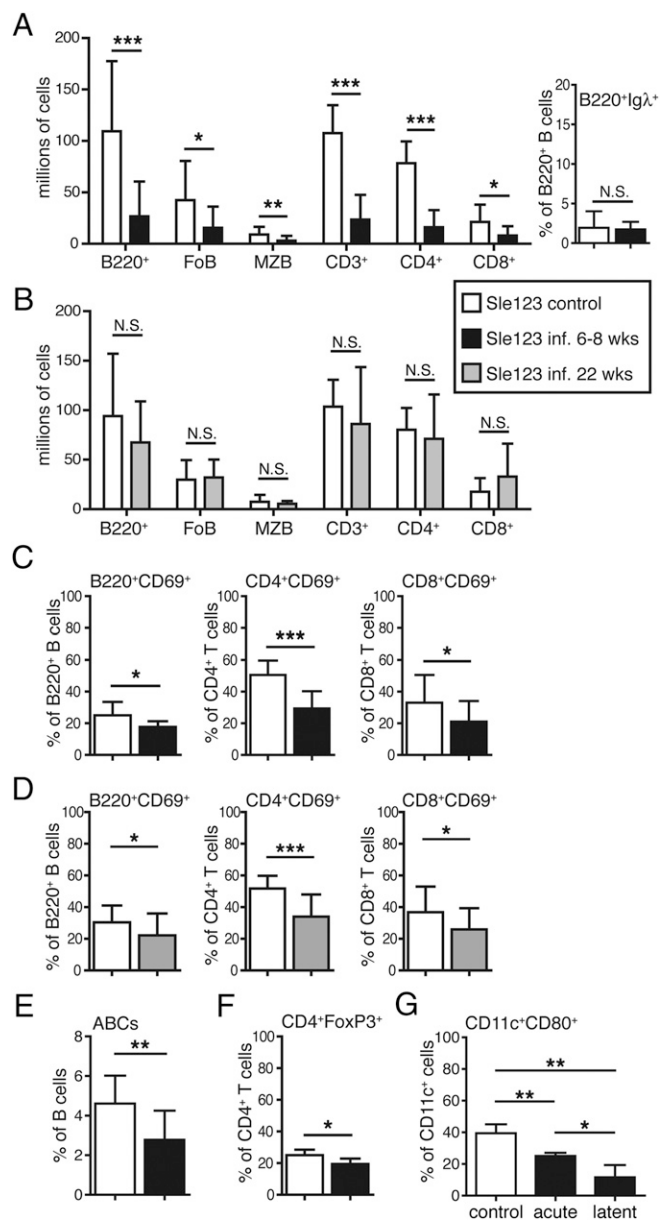 A
millions of cells
200
150
100
50
0
*** * ** *** *** *
B220⁺ FoB MZB CD3⁺ CD4⁺ CD8⁺
% of B220⁺ B cells
20
15
10
5
0
B220⁺Igλ⁺
N.S.
B
millions of cells
200
150
100
50
0
N.S. N.S. N.S. N.S. N.S. N.S.
B220⁺ FoB MZB CD3⁺ CD4⁺ CD8⁺
Sle123 control
Sle123 inf. 6-8 wks
Sle123 inf. 22 wks
C
B220⁺CD69⁺
% of B220⁺ B cells
100
80
60
40
20
0
*
CD4⁺CD69⁺
% of CD4⁺ T cells
100
80
60
40
20
0
***
CD8⁺CD69⁺
% of CD8⁺ T cells
100
80
60
40
20
0
*
D
B220⁺CD69⁺
% of B220⁺ B cells
100
80
60
40
20
0
*
CD4⁺CD69⁺
% of CD4⁺ T cells
100
80
60
40
20
0
***
CD8⁺CD69⁺
% of CD8⁺ T cells
100
80
60
40
20
0
*
E
ABCs
% of B cells
8
6
4
2
0
**
F
CD4⁺FoxP3⁺
% of CD4⁺ T cells
100
80
60
40
20
0
*
G
CD11c⁺CD80⁺
% of CD11c⁺ cells
100
80
60
40
20
0
**
**
*
control acute latent